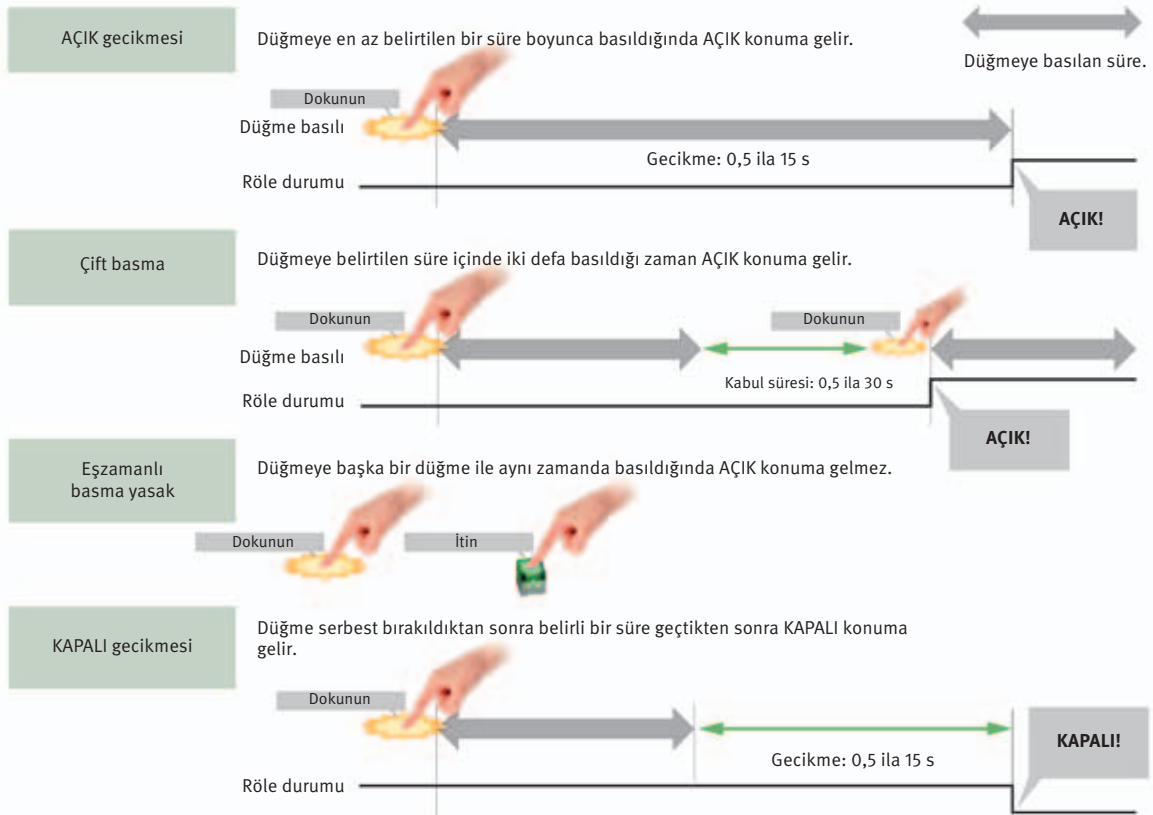 AÇIK gecikmesi
Düğmeye en az belirtilen bir süre boyunca basıldığında AÇIK konuma gelir.
Düğmeye basılan süre.
Dokunun
Düğme basılı
Gecikme: 0,5 ila 15 s
Röle durumu
AÇIK!
Çift basma
Düğmeye belirtilen süre içinde iki defa basıldığı zaman AÇIK konuma gelir.
Dokunun
Dokunun
Düğme basılı
Kabul süresi: 0,5 ila 30 s
Röle durumu
AÇIK!
Eşzamanlı
basma yasak
Düğmeye başka bir düğme ile aynı zamanda basıldığında AÇIK konuma gelmez.
Dokunun
İtin
KAPALI gecikmesi
Düğme serbest bırakıldıktan sonra belirli bir süre geçtikten sonra KAPALI konuma
gelir.
Dokunun
Gecikme: 0,5 ila 15 s
KAPALI!
Röle durumu